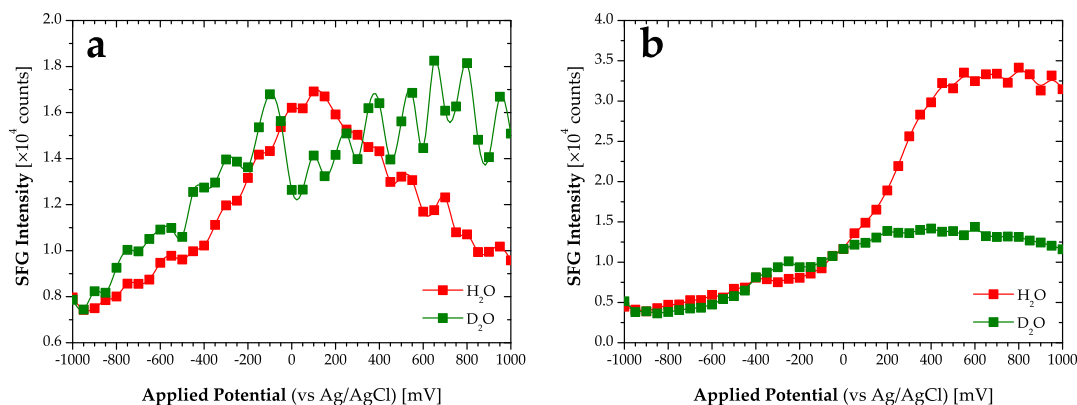 a
2.0
1.8
1.6
1.4
1.2
1.0
0.8
0.6
SFG Intensity [×10⁴ counts]
-1000 -800 -600 -400 -200 0 200 400 600 800 1000
Applied Potential (vs Ag/AgCl) [mV]
H₂O
D₂O
b
4.0
3.5
3.0
2.5
2.0
1.5
1.0
0.5
0.0
SFG Intensity [×10⁴ counts]
-1000 -800 -600 -400 -200 0 200 400 600 800 1000
Applied Potential (vs Ag/AgCl) [mV]
H₂O
D₂O